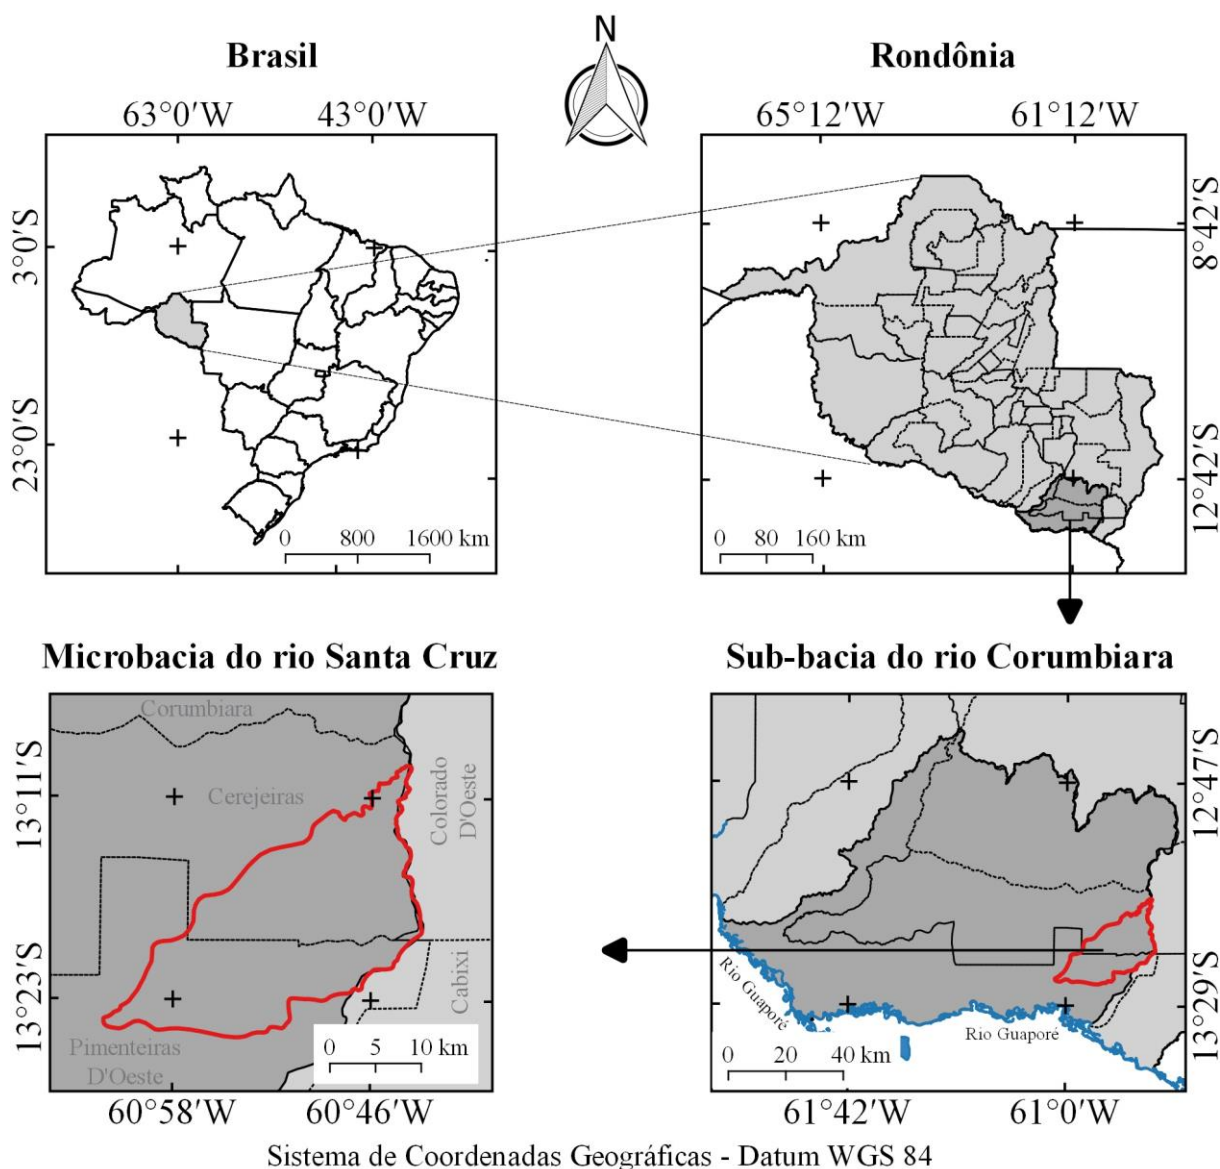 N
Brasil
63°0'W 43°0'W
3°0'S
23°0'S
0 800 1600 km
Rondônia
65°12'W 61°12'W
8°42'S
12°42'S
0 80 160 km
Microbacia do rio Santa Cruz
Corumbiara
Cerejeiras
Colorado
D'Oeste
Cabixi
Pimenteiras
D'Oeste
13°11'S
13°23'S
0 5 10 km
60°58'W 60°46'W
Sub-bacia do rio Corumbiara
12°47'S
13°29'S
Rio Guaporé
Rio Guaporé
0 20 40 km
61°42'W 61°0'W
Sistema de Coordenadas Geográficas - Datum WGS 84